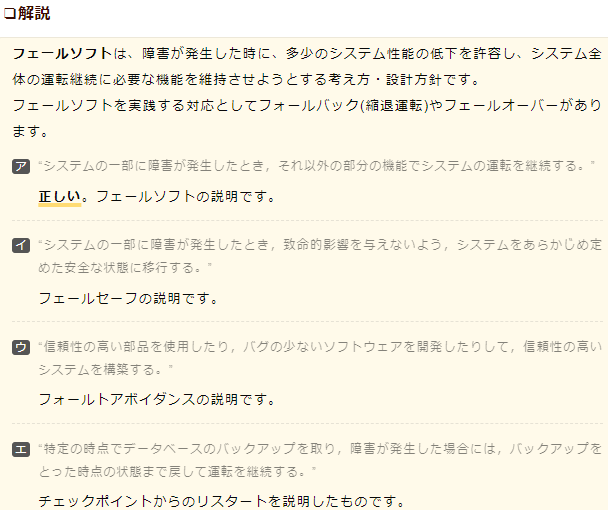 ❏解説
フェールソフトは、障害が発生した時に、多少のシステム性能の低下を許容し、システム全
体の運転継続に必要な機能を維持させようとする考え方・設計方針です。
フェールソフトを実践する対応としてフォールバック(縮退運転)やフェールオーバーがあり
ます。
ア “システムの一部に障害が発生したとき，それ以外の部分の機能でシステムの運転を継続する。”
正しい。フェールソフトの説明です。
イ “システムの一部に障害が発生したとき，致命的影響を与えないよう，システムをあらかじめ定
めた安全な状態に移行する。”
フェールセーフの説明です。
ウ “信頼性の高い部品を使用したり，バグの少ないソフトウェアを開発したりして，信頼性の高い
システムを構築する。”
フォールトアボイダンスの説明です。
エ “特定の時点でデータベースのバックアップを取り，障害が発生した場合には，バックアップを
とった時点の状態まで戻して運転を継続する。”
チェックポイントからのリスタートを説明したものです。